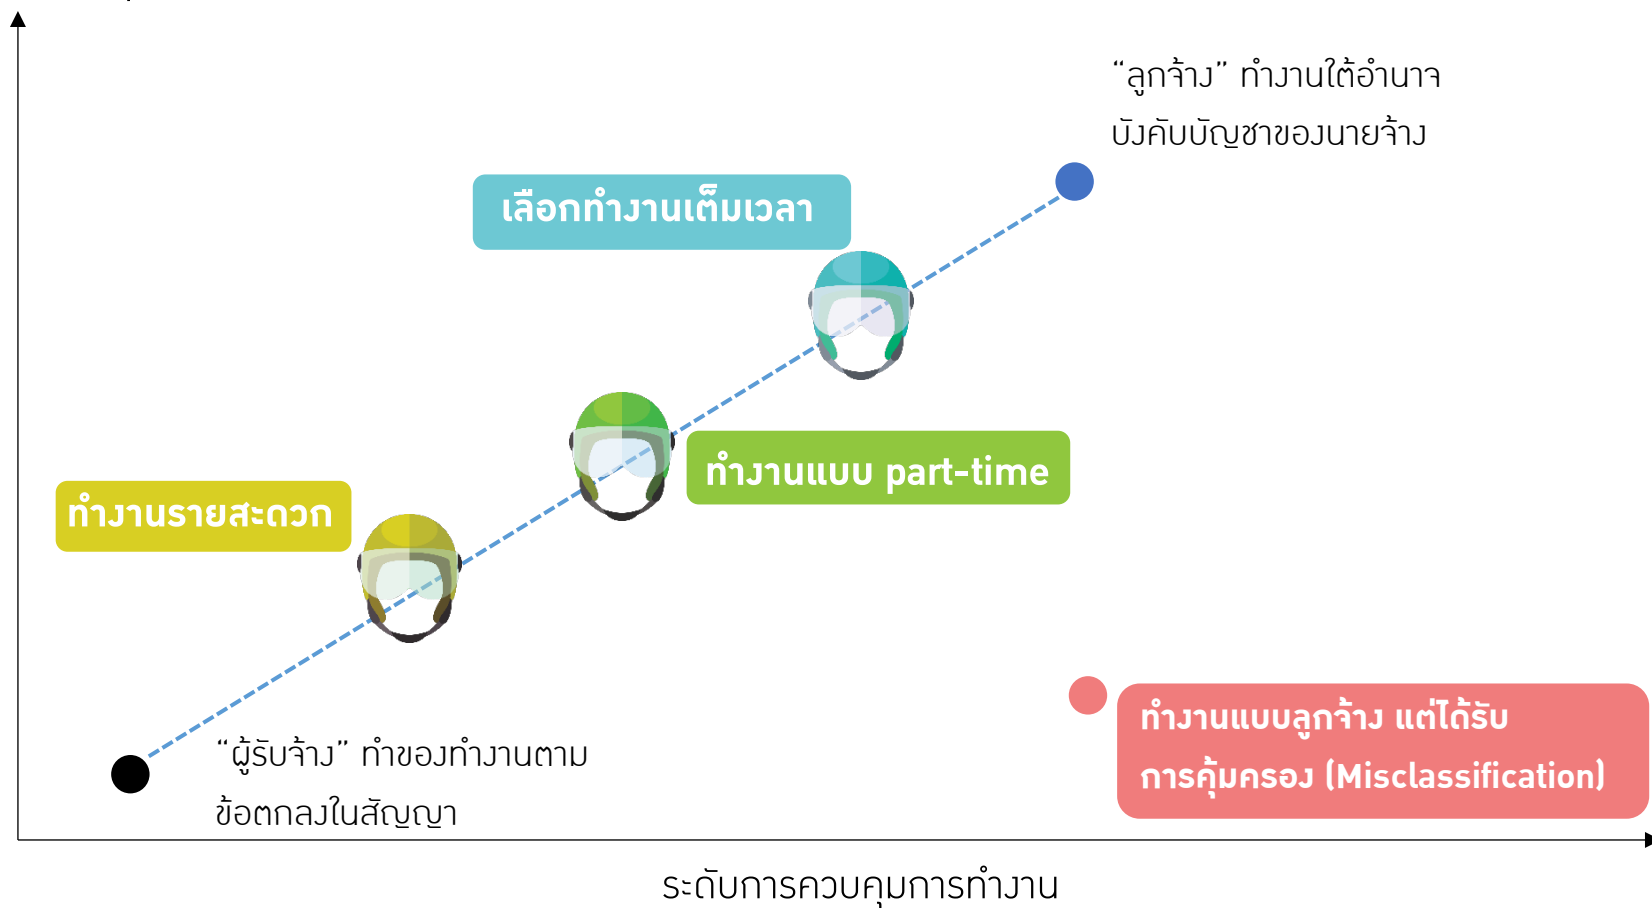 “ลูกจ้าง” ทำงานใต้อำนาจ
บังคับบัญชาของนายจ้าง
เลือกทำงานเต็มเวลา
ทำงานแบบ part-time
ทำงานรายสะดวก
ทำงานแบบลูกจ้าง แต่ได้รับ
การคุ้มครอง (Misclassification)
“ผู้รับจ้าง” ทำของทำงานตาม
ข้อตกลงในสัญญา
ระดับการควบคุมการทำงาน